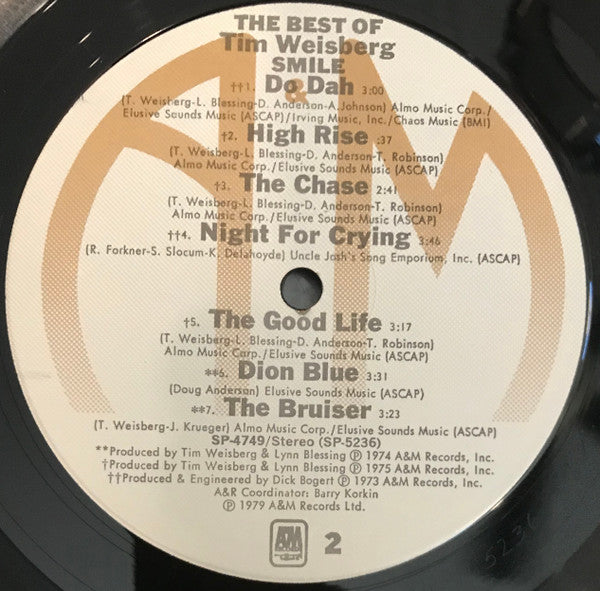 THE BEST OF
Tim Weisberg
SMILE
††1. Do Dah 3:00
(T. Weisberg-L. Blessing-D. Anderson-A.Johnson) Almo Music Corp./
Elusive Sounds Music (ASCAP)/Irving Music, Inc./Chaos Music (BMI)
†2. High Rise :37
(T. Weisberg-L. Blessing-D. Anderson-T. Robinson)
Almo Music Corp./Elusive Sounds Music (ASCAP)
†3. The Chase 2:41
(T. Weisberg-L. Blessing-D. Anderson-T. Robinson)
Almo Music Corp./Elusive Sounds Music (ASCAP)
††4. Night For Crying 3:46
(R. Forkner-S. Slocum-K. Delahoyde) Uncle Josh's Song Emporium, Inc. (ASCAP)
†5. The Good Life 3:17
(T. Weisberg-L. Blessing-D. Anderson-T. Robinson)
Almo Music Corp./Elusive Sounds Music (ASCAP)
**6. Dion Blue 3:31
(Doug Anderson) Elusive Sounds Music (ASCAP)
**7. The Bruiser 3:23
(T. Weisberg-J. Krueger) Almo Music Corp./Elusive Sounds Music (ASCAP)
SP-4749/Stereo (SP-5236)
**Produced by Tim Weisberg & Lynn Blessing ℗ 1974 A&M Records, Inc.
†Produced by Tim Weisberg & Lynn Blessing ℗ 1975 A&M Records, Inc.
††Produced & Engineered by Dick Bogert ℗ 1973 A&M Records, Inc.
A&R Coordinator: Barry Korkin
℗ 1979 A&M Records Ltd.
A&M 2